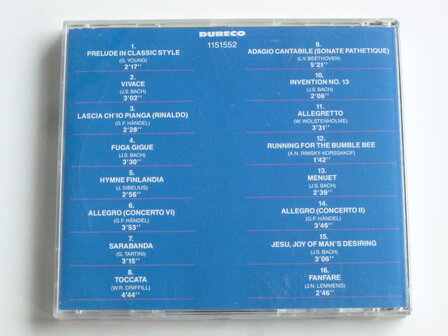 DURECO
1151552
1.
PRELUDE IN CLASSIC STYLE
(G. YOUNG)
2'17''
2.
VIVACE
(J.S. BACH)
3'02''
3.
LASCIA CH'IO PIANGA (RINALDO)
(G.F. HÄNDEL)
2'28''
4.
FUGA GIGUE
(J.S. BACH)
3'30''
5.
HYMNE FINLANDIA
(J. SIBELIUS)
2'56''
6.
ALLEGRO (CONCERTO VI)
(G.F. HÄNDEL)
3'53''
7.
SARABANDA
(G. TARTINI)
3'15''
8.
TOCCATA
(W.R. DRIFFILL)
4'44''
9.
ADAGIO CANTABILE (SONATE PATHETIQUE)
(L.V. BEETHOVEN)
5'21''
10.
INVENTION NO. 13
(J.S. BACH)
2'06''
11.
ALLEGRETTO
(W. WOLSTENHOLME)
3'31''
12.
RUNNING FOR THE BUMBLE BEE
(A.N. RIMSKY-KORSSAKOF)
1'42''
13.
MENUET
(J.S. BACH)
2'39''
14.
ALLEGRO (CONCERTO II)
(G.F. HÄNDEL)
3'46''
15.
JESU, JOY OF MAN'S DESIRING
(J.S. BACH)
3'06''
16.
FANFARE
(J.N. LEMMENS)
2'46''